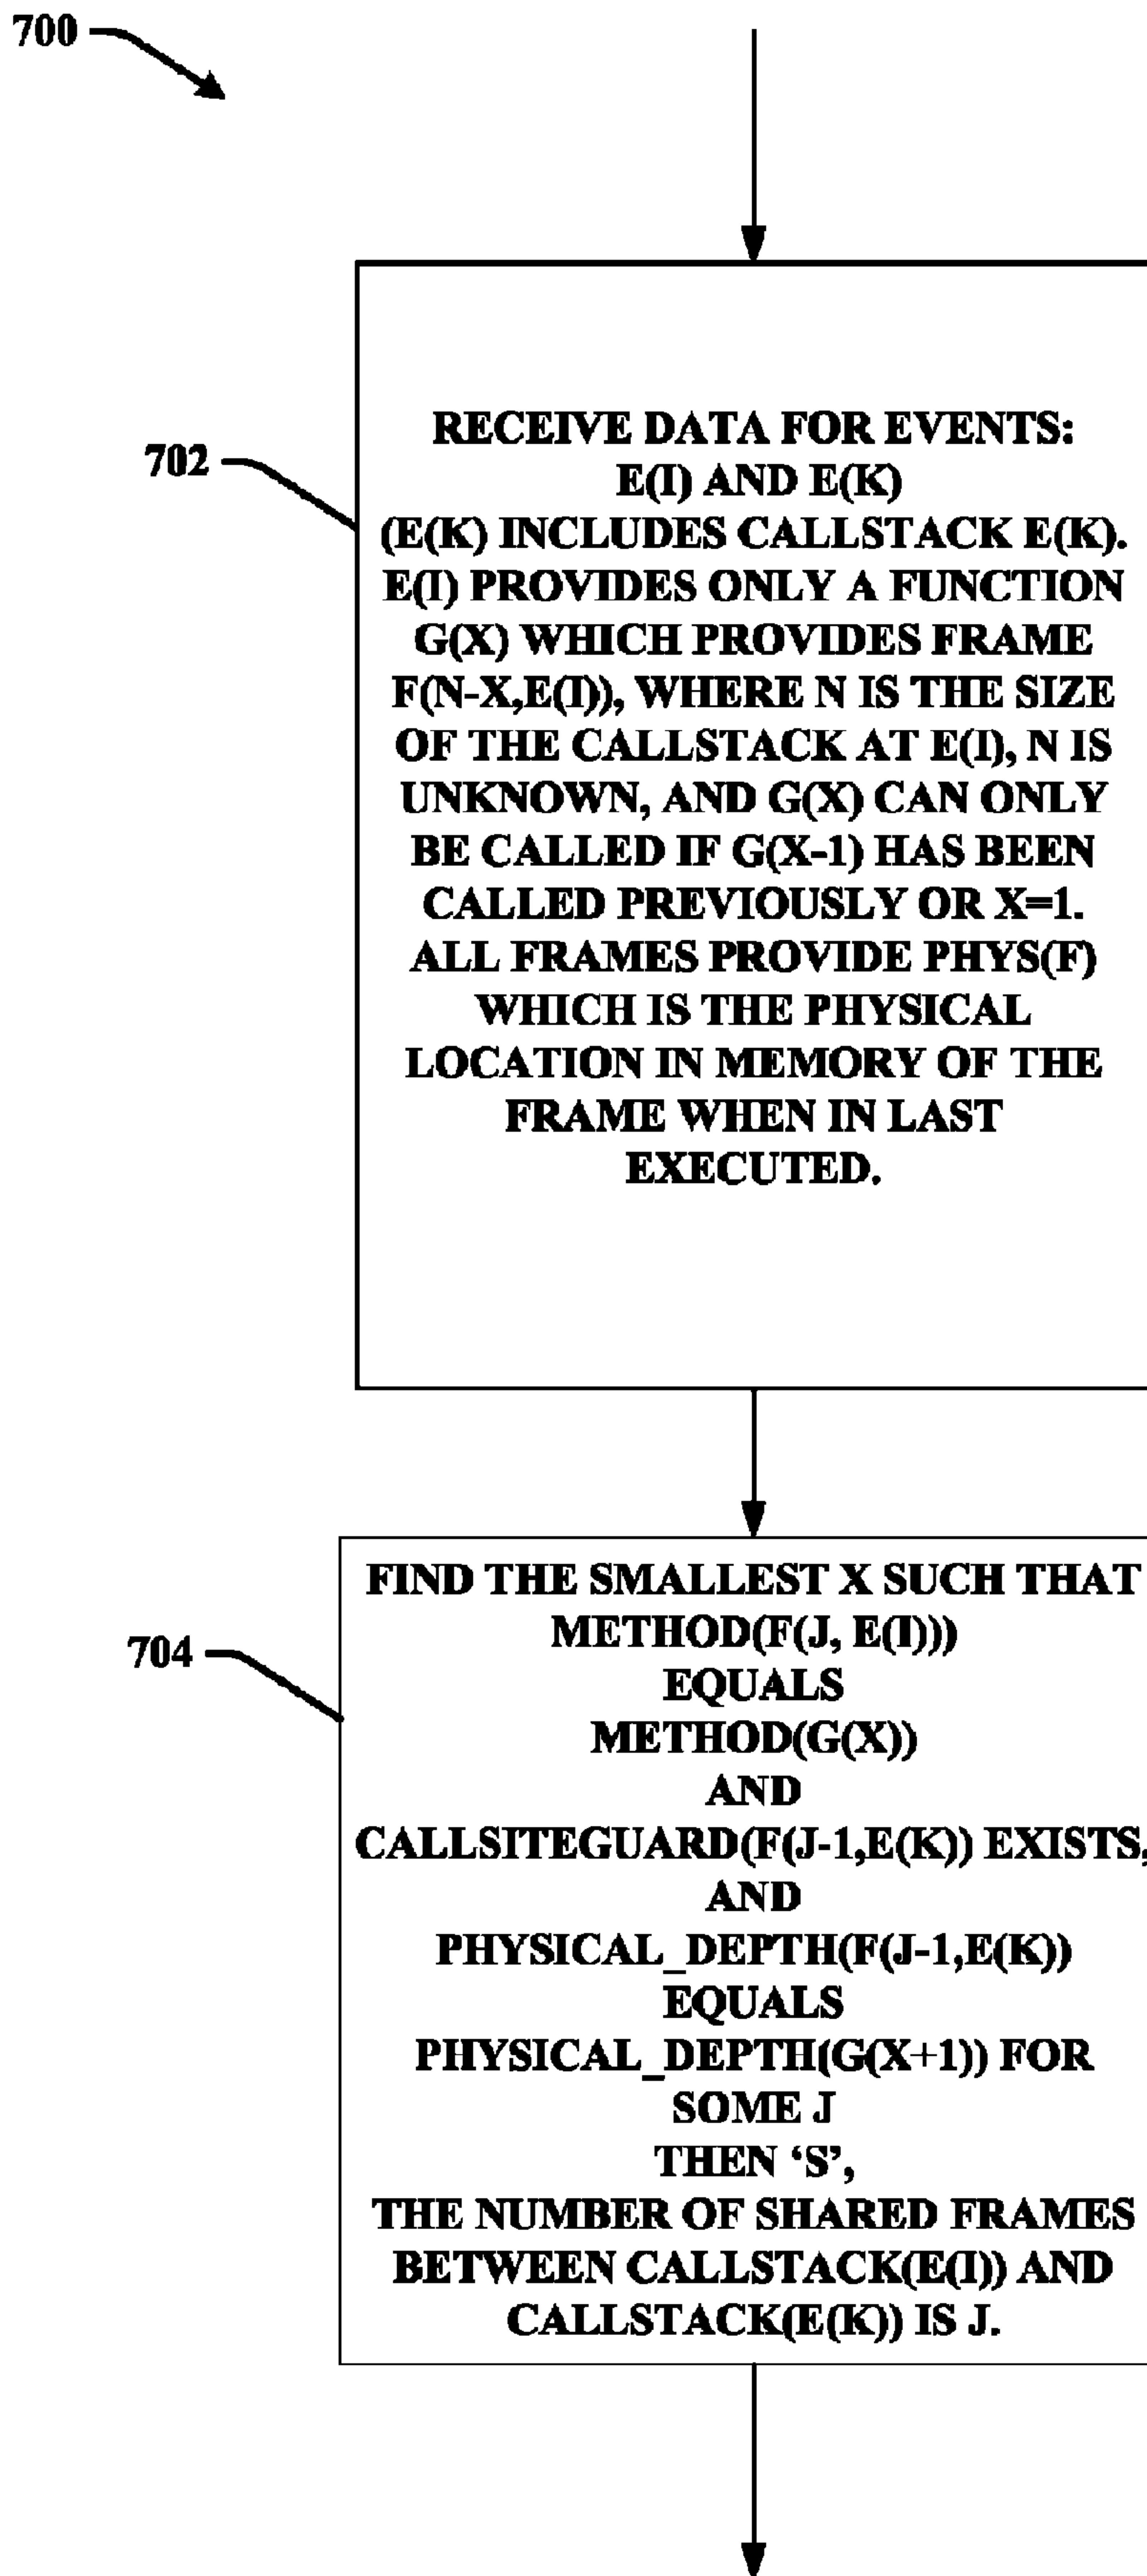 700
702
RECEIVE DATA FOR EVENTS:
E(I) AND E(K)
(E(K) INCLUDES CALLSTACK E(K).
E(I) PROVIDES ONLY A FUNCTION
G(X) WHICH PROVIDES FRAME
F(N-X,E(I)), WHERE N IS THE SIZE
OF THE CALLSTACK AT E(I), N IS
UNKNOWN, AND G(X) CAN ONLY
BE CALLED IF G(X-1) HAS BEEN
CALLED PREVIOUSLY OR X=1.
ALL FRAMES PROVIDE PHYS(F)
WHICH IS THE PHYSICAL
LOCATION IN MEMORY OF THE
FRAME WHEN IN LAST
EXECUTED.
704
FIND THE SMALLEST X SUCH THAT
METHOD(F(J, E(I)))
EQUALS
METHOD(G(X))
AND
CALLSITEGUARD(F(J-1,E(K)) EXISTS,
AND
PHYSICAL_DEPTH(F(J-1,E(K))
EQUALS
PHYSICAL_DEPTH(G(X+1)) FOR
SOME J
THEN ‘S’,
THE NUMBER OF SHARED FRAMES
BETWEEN CALLSTACK(E(I)) AND
CALLSTACK(E(K)) IS J.